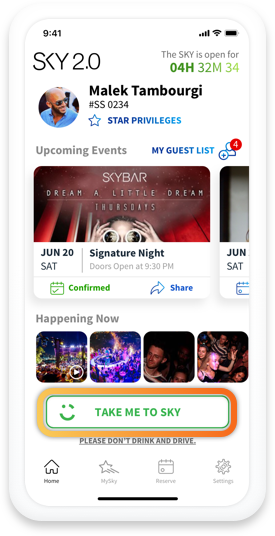 9:41
SKY 2.0
The SKY is open for
04H 32M 34
Malek Tambourgi
#SS 0234
STAR PRIVILEGES
Upcoming Events
MY GUEST LIST
4
SKYBAR
DREAM A LITTLE DREAM
THURSDAYS
JUN 20
SAT
Signature Night
Doors Open at 9:30 PM
JUN
SAT
Confirmed
Share
Happening Now
TAKE ME TO SKY
PLEASE DON'T DRINK AND DRIVE.
Home
MySky
Reserve
Settings